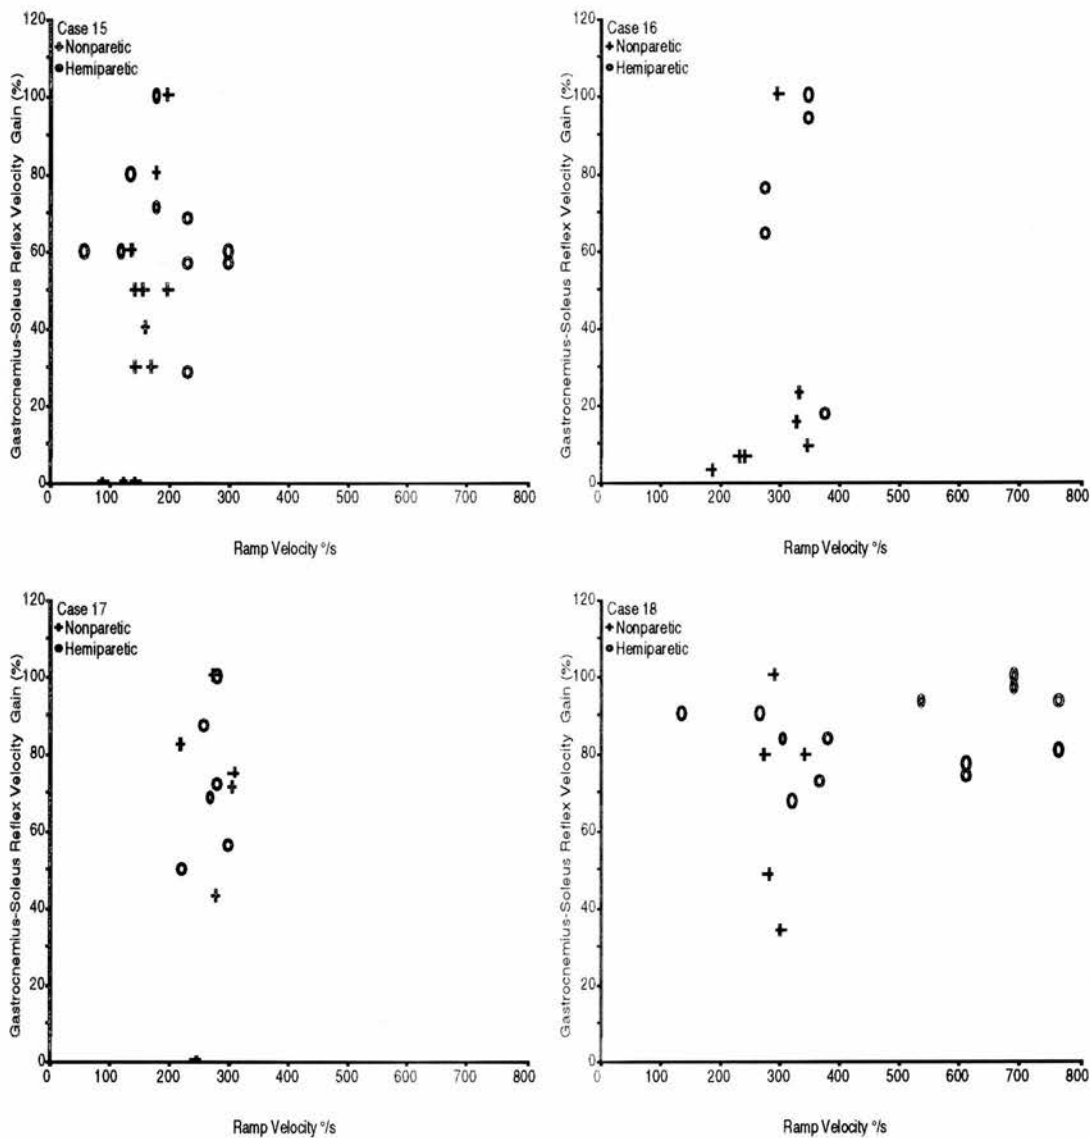 Case 15
Nonparetic
Hemiparetic
Gastrocnemius-Soleus Reflex Velocity Gain (%)
120
100
80
60
40
20
0
0 100 200 300 400 500 600 700 800
Ramp Velocity °/s
Case 16
Nonparetic
Hemiparetic
Gastrocnemius-Soleus Reflex Velocity Gain (%)
120
100
80
60
40
20
0
0 100 200 300 400 500 600 700 800
Ramp Velocity °/s
Case 17
Nonparetic
Hemiparetic
Gastrocnemius-Soleus Reflex Velocity Gain (%)
120
100
80
60
40
20
0
0 100 200 300 400 500 600 700 800
Ramp Velocity °/s
Case 18
Nonparetic
Hemiparetic
Gastrocnemius-Soleus Reflex Velocity Gain (%)
120
100
80
60
40
20
0
0 100 200 300 400 500 600 700 800
Ramp Velocity °/s